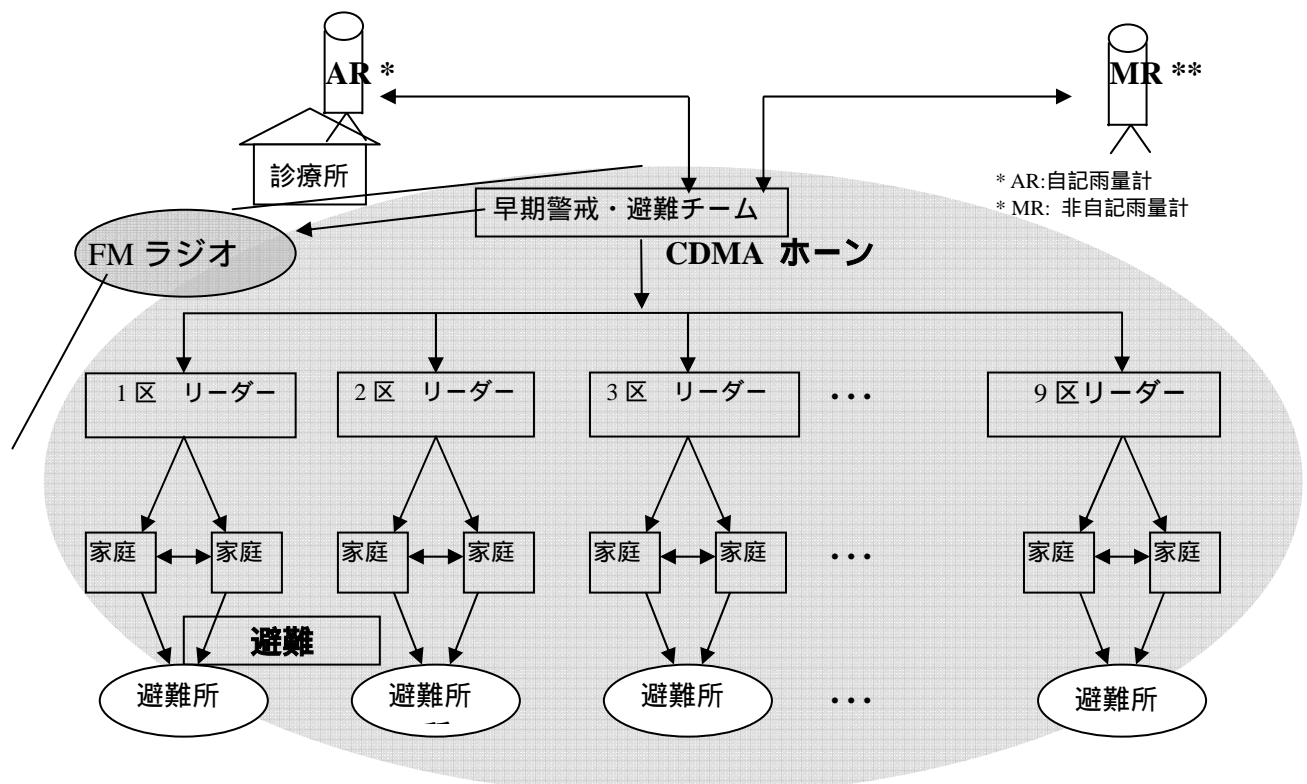 AR *
MR **
診療所
* AR:自記雨量計
* MR: 非自記雨量計
早期警戒・避難チーム
FM ラジオ
CDMA ホーン
1 区 リーダー
2 区 リーダー
3 区 リーダー
･･･
9 区リーダー
家庭
家庭
家庭
家庭
家庭
家庭
･･･
家庭
家庭
避難
避難所
避難所
避難所
･･･
避難所